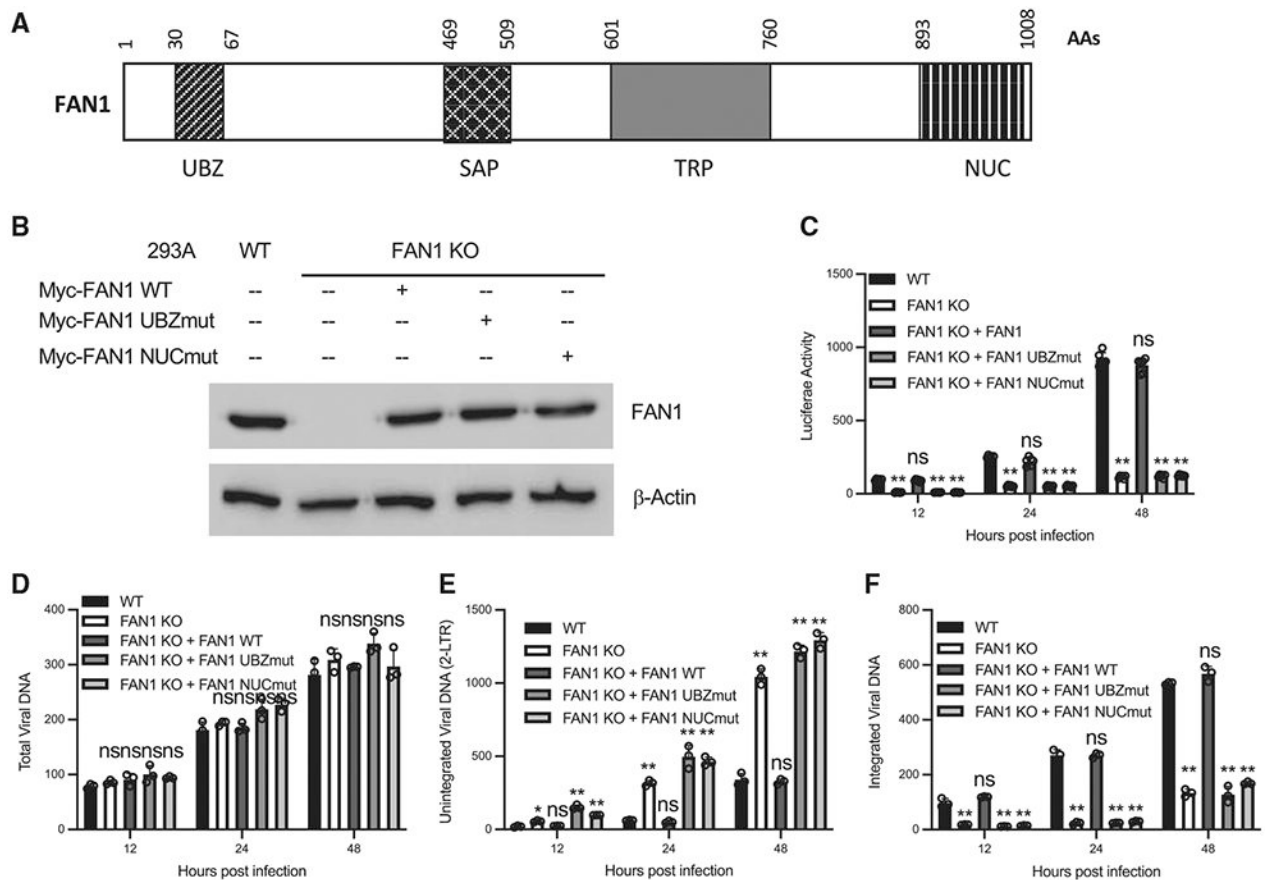 A
1 30 67 469 509 601 760 893 1008 AAs
FAN1
UBZ SAP TRP NUC
B
293A WT FAN1 KO
Myc-FAN1 WT -- -- + -- --
Myc-FAN1 UBZmut -- -- -- + --
Myc-FAN1 NUCmut -- -- -- -- +
FAN1
β-Actin
C
Luciferae Activity
1500
1000
500
0
WT
FAN1 KO
FAN1 KO + FAN1
FAN1 KO + FAN1 UBZmut
FAN1 KO + FAN1 NUCmut
** ns ** **
** ns ** **
** ns ** **
12 24 48
Hours post infection
D
Total Viral DNA
400
300
200
100
0
WT
FAN1 KO
FAN1 KO + FAN1 WT
FAN1 KO + FAN1 UBZmut
FAN1 KO + FAN1 NUCmut
nsnsnsns
nsnsnsns
nsnsnsns
12 24 48
Hours post infection
E
Unintegrated Viral DNA (2-LTR)
1500
1000
500
0
WT
FAN1 KO
FAN1 KO + FAN1 WT
FAN1 KO + FAN1 UBZmut
FAN1 KO + FAN1 NUCmut
* ns ** **
** ns ** **
** ns ** **
12 24 48
Hours post infection
F
Integrated Viral DNA
800
600
400
200
0
WT
FAN1 KO
FAN1 KO + FAN1 WT
FAN1 KO + FAN1 UBZmut
FAN1 KO + FAN1 NUCmut
** ns ** **
** ns ** **
** ns ** **
12 24 48
Hours post infection